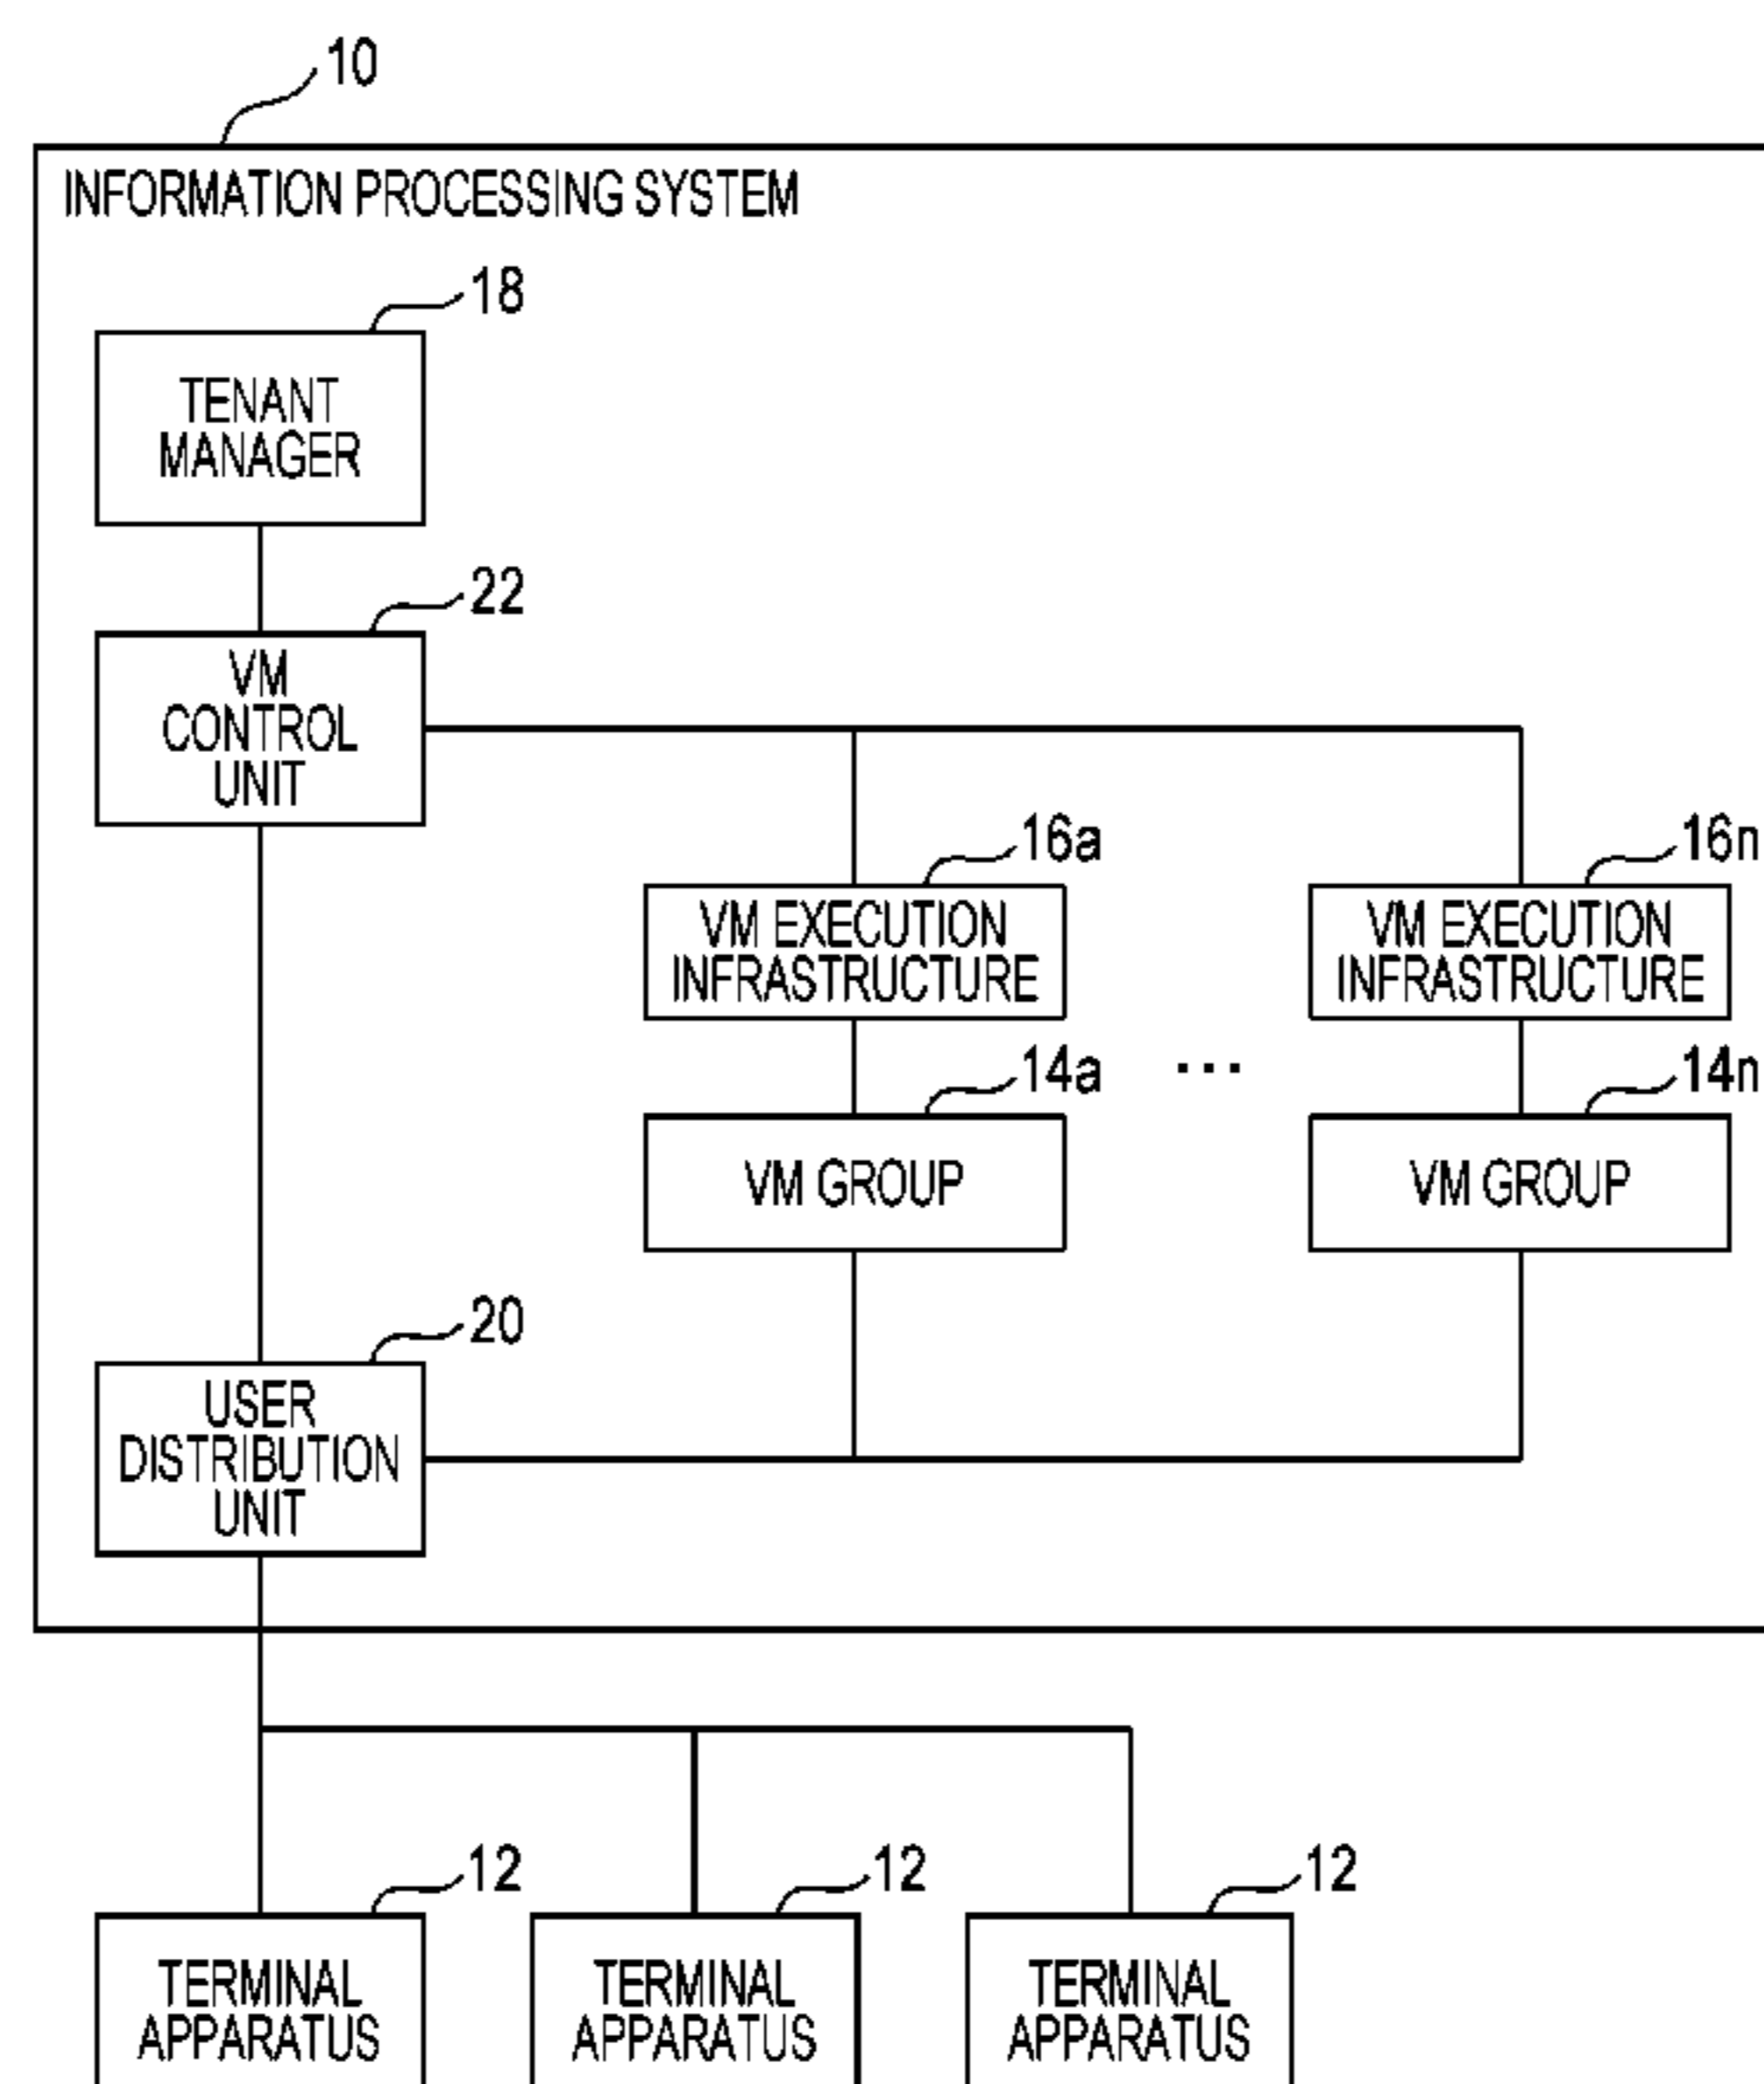 10
INFORMATION PROCESSING SYSTEM
18
TENANT
MANAGER
22
VM
CONTROL
UNIT
16a
VM EXECUTION
INFRASTRUCTURE
16n
VM EXECUTION
INFRASTRUCTURE
14a
VM GROUP
...
14n
VM GROUP
20
USER
DISTRIBUTION
UNIT
12
TERMINAL
APPARATUS
12
TERMINAL
APPARATUS
12
TERMINAL
APPARATUS